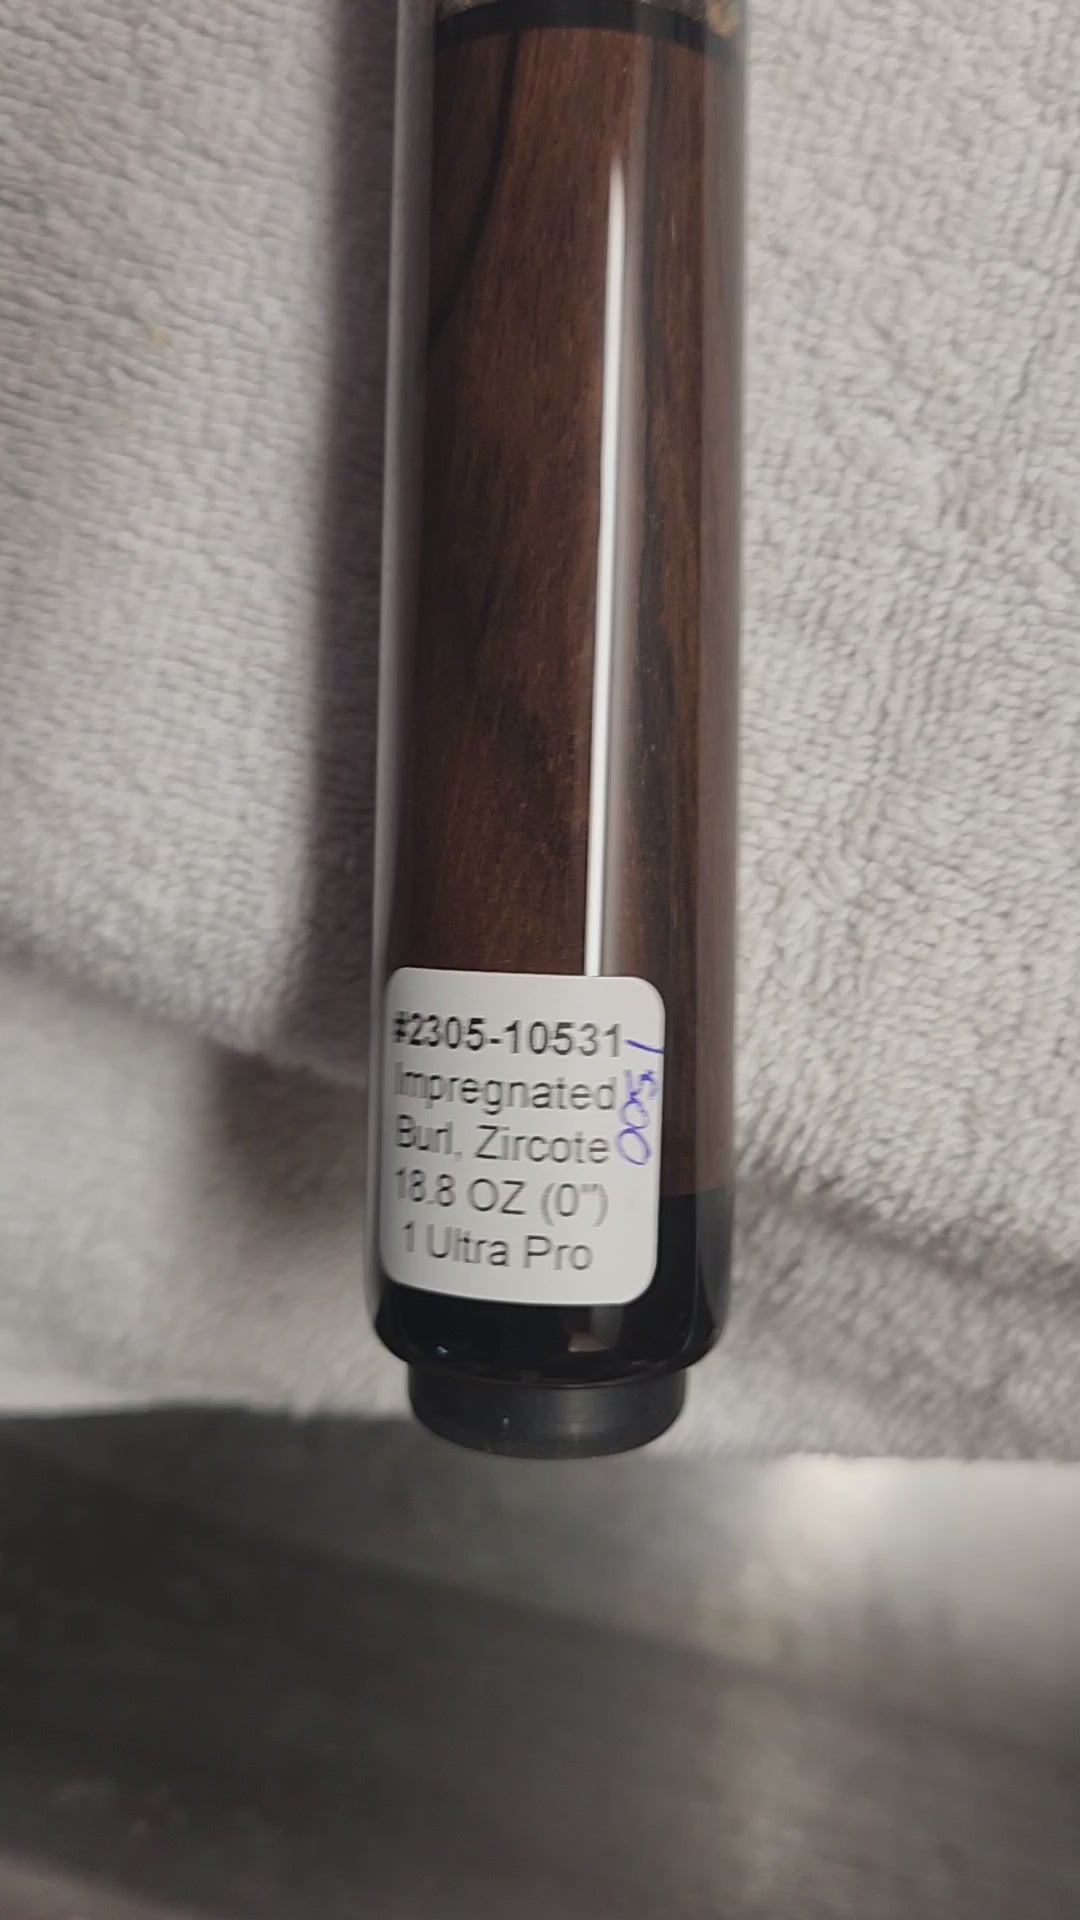 #2305-10531
Impregnated
Burl, Zircote
18.8 OZ (0")
1 Ultra Pro
1500